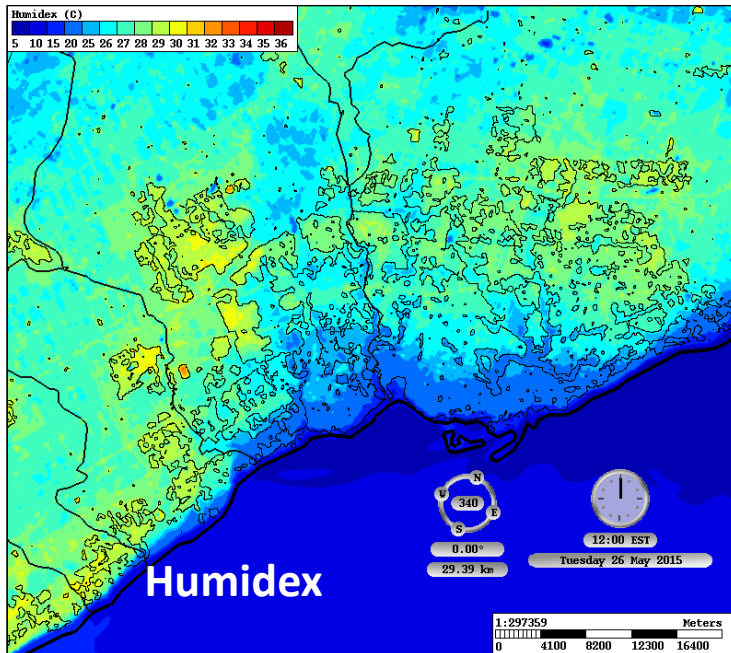 Humidex (C)
5 10 15 20 25 26 27 28 29 30 31 32 33 34 35 36
N
W 340 E
S
0.00°
29.39 km
12:00 EST
Tuesday 26 May 2015
Humidex
1:297359 Meters
0 4100 8200 12300 16400